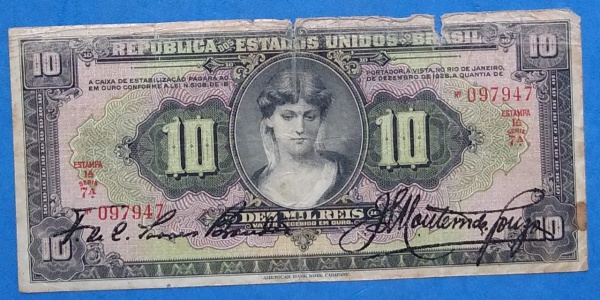 10 REPUBLICA DOS ESTADOS UNIDOS DO BRASIL 10
A CAIXA DE ESTABILIZAÇÃO PAGARÁ AO PORTADOR, Á VISTA, NO RIO DE JANEIRO,
EM OURO CONFORME A LEI N. 5108, DE 18 DE DEZEMBRO DE 1926, A QUANTIA DE
Nº 097947
ESTAMPA
1A
SERIE
7A
10 10
ESTAMPA
1A
SERIE
7A
Nº 097947
DEZ MIL REIS
VALOR RECEBIDO EM OURO.
10 10
AMERICAN BANK NOTE COMPANY.